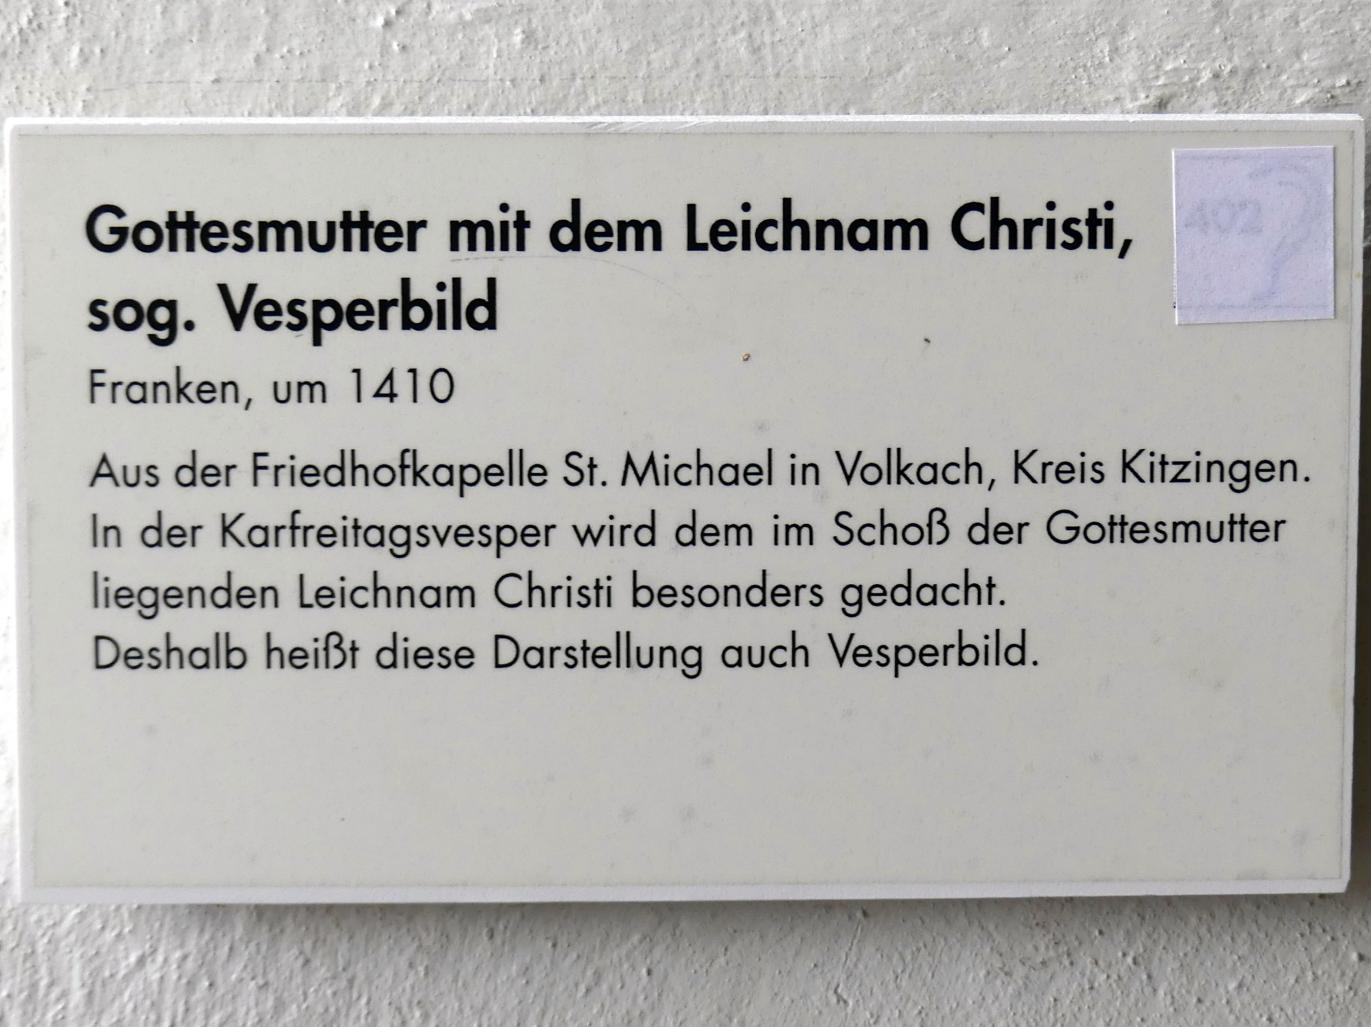 Gottesmutter mit dem Leichnam Christi,
sog. Vesperbild
402
Franken, um 1410
Aus der Friedhofkapelle St. Michael in Volkach, Kreis Kitzingen.
In der Karfreitagsvesper wird dem im Schoß der Gottesmutter
liegenden Leichnam Christi besonders gedacht.
Deshalb heißt diese Darstellung auch Vesperbild.